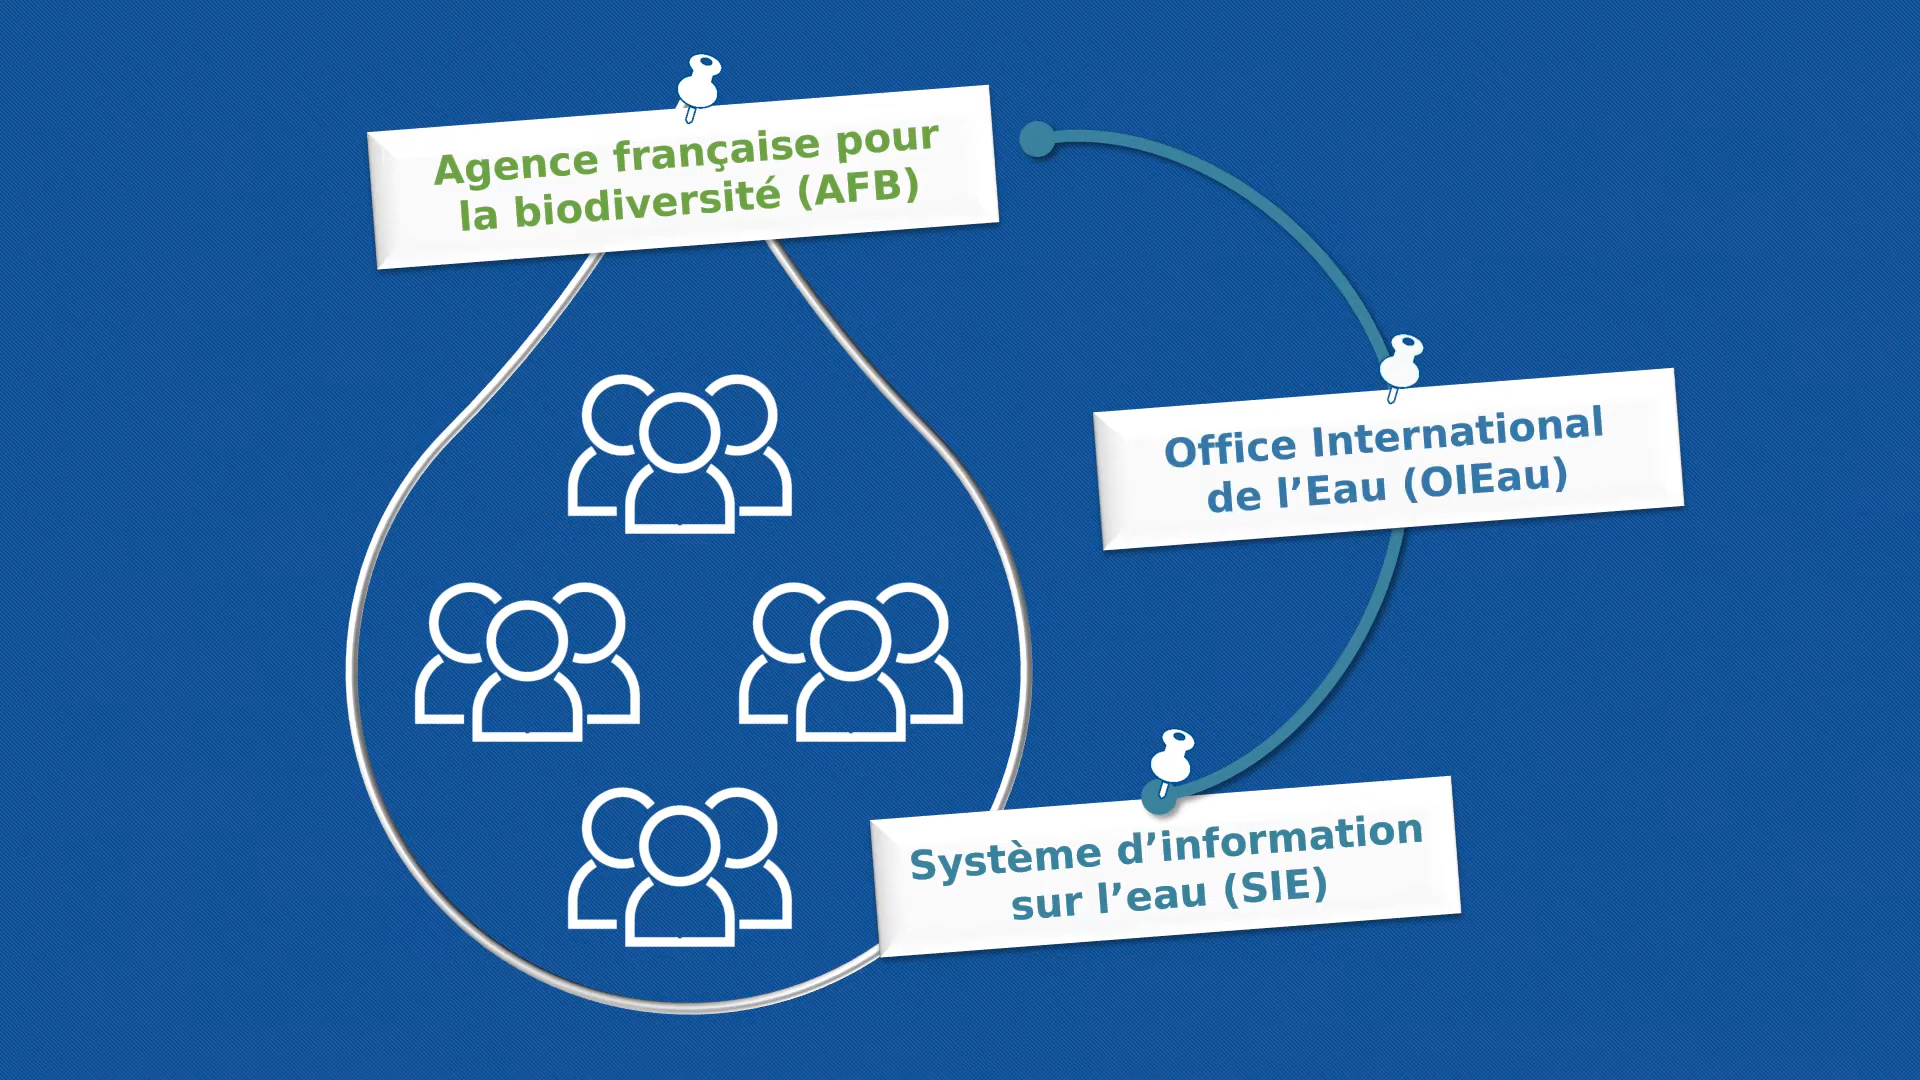 Agence française pour
la biodiversité (AFB)
Office International
de l’Eau (OIEau)
Système d’information
sur l’eau (SIE)